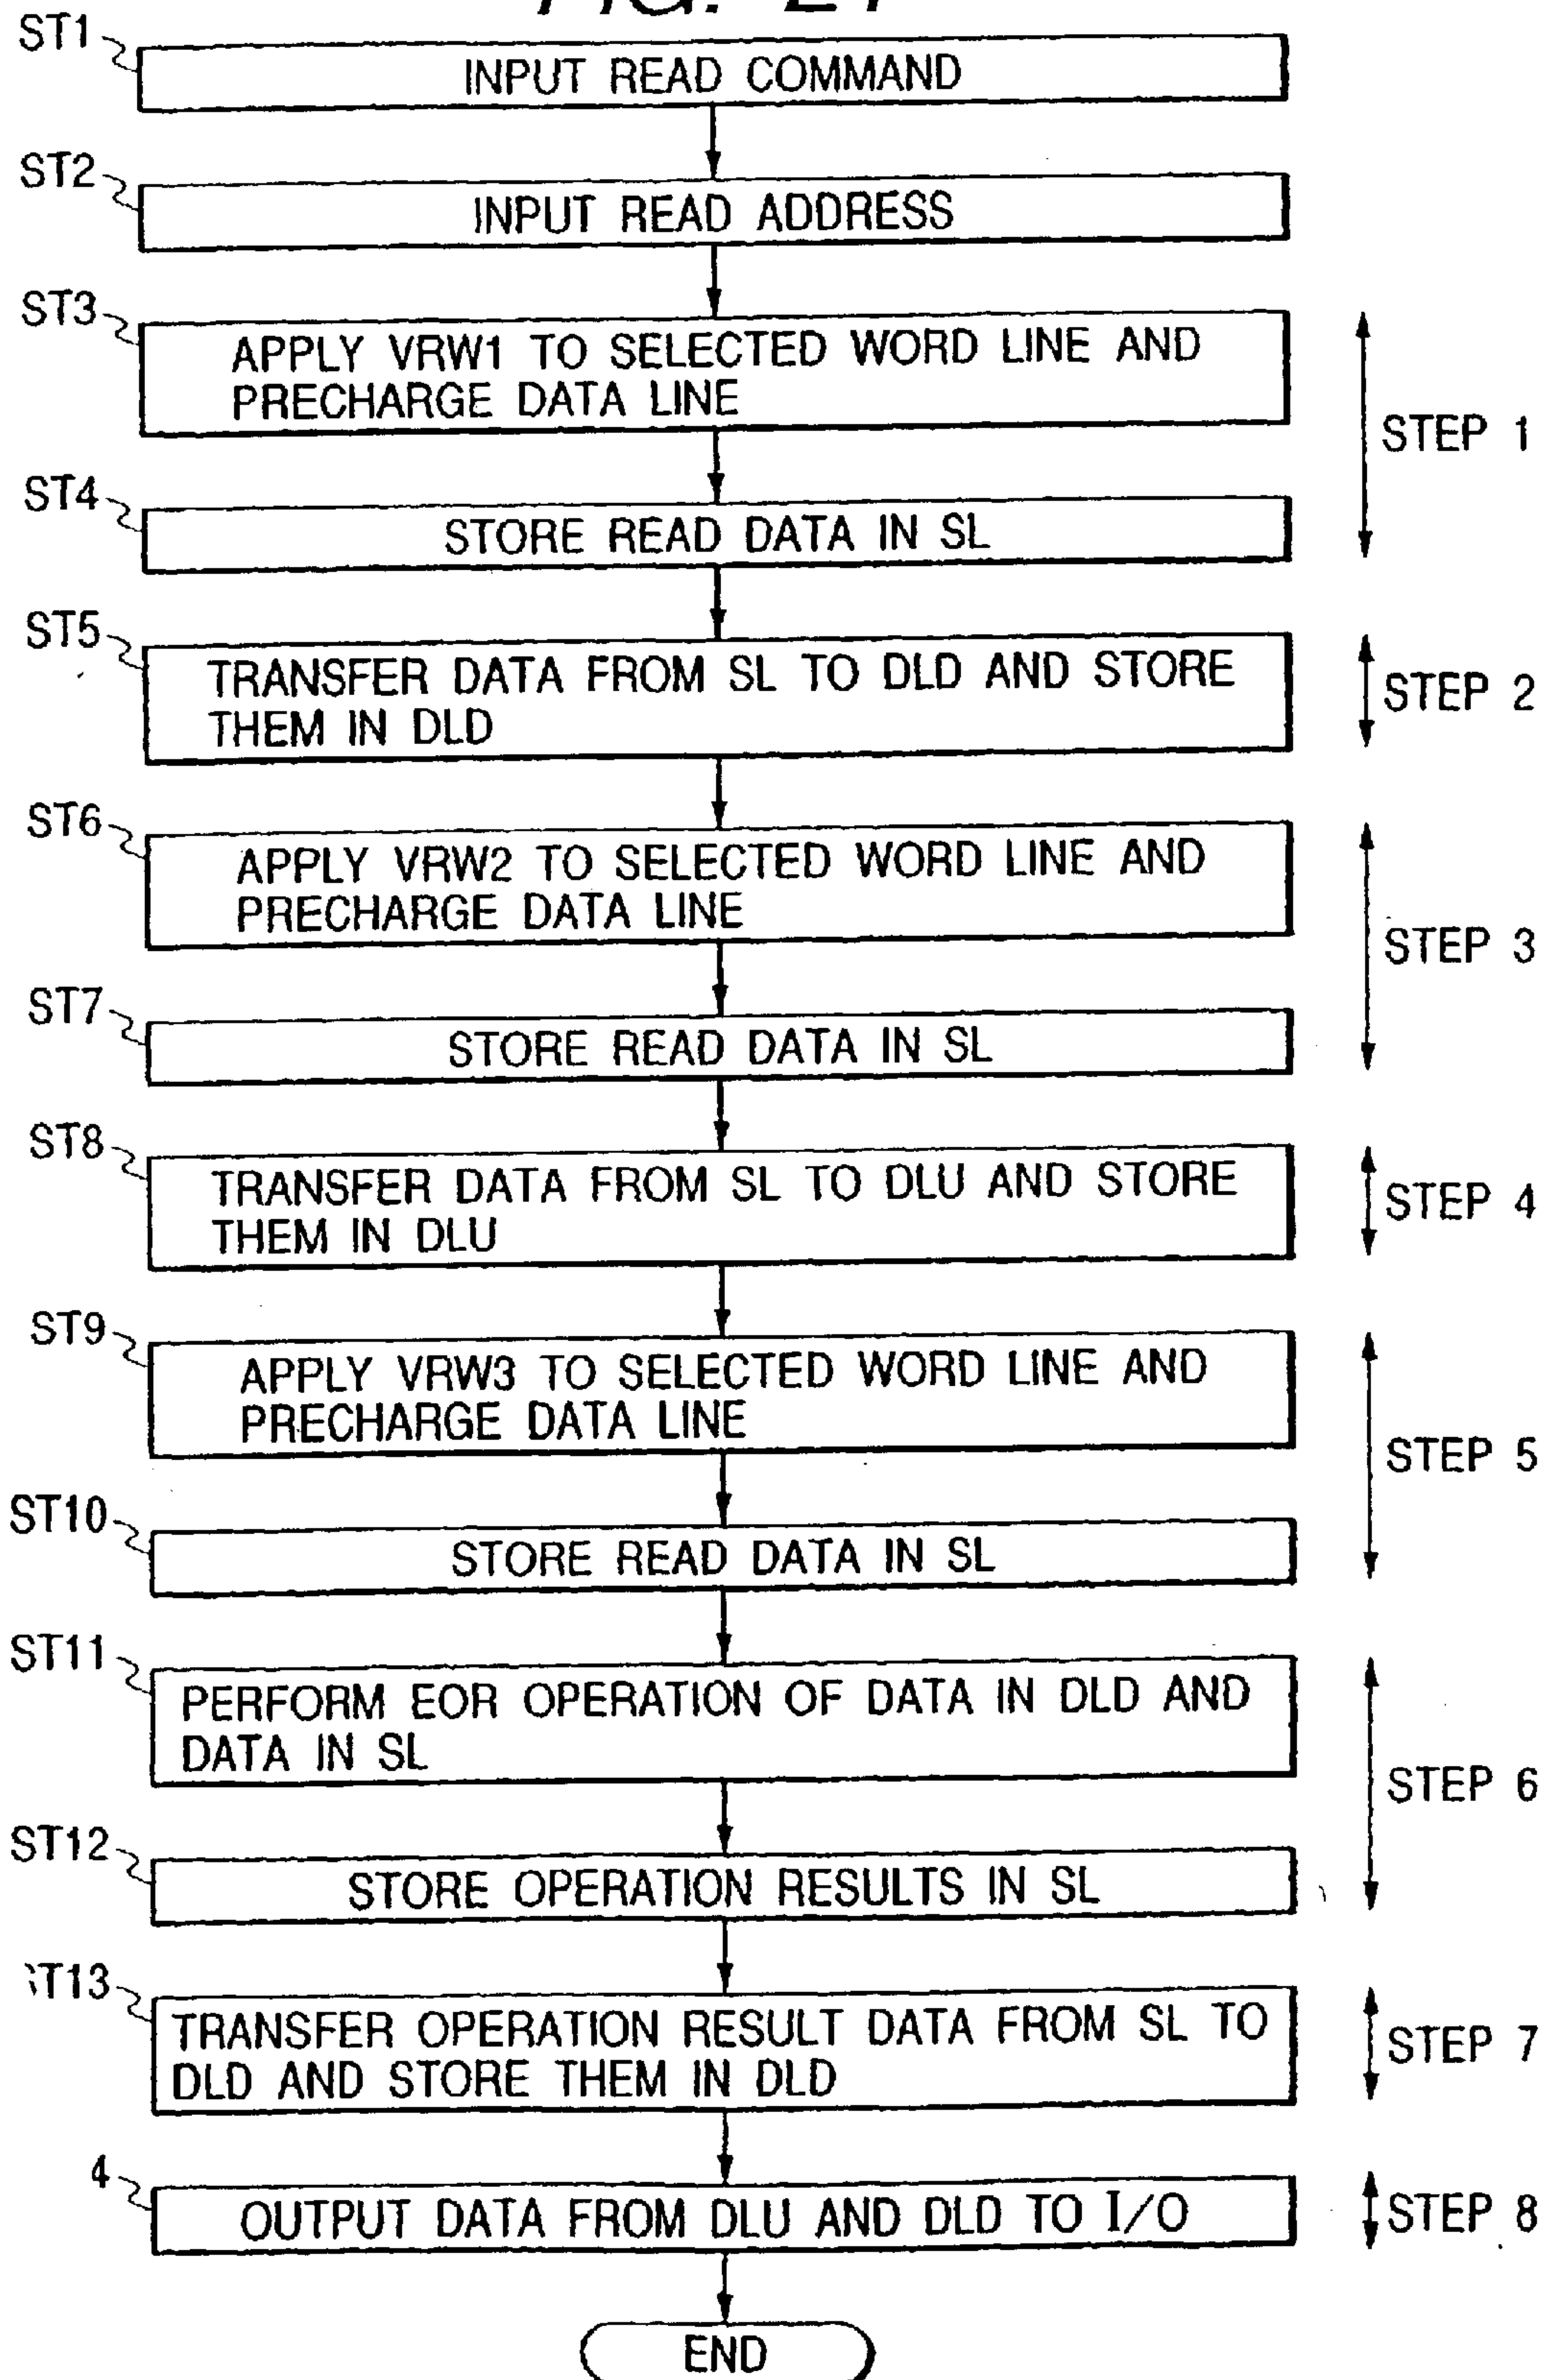 ST1
INPUT READ COMMAND
ST2
INPUT READ ADDRESS
ST3
APPLY VRW1 TO SELECTED WORD LINE AND
PRECHARGE DATA LINE
STEP 1
ST4
STORE READ DATA IN SL
ST5
TRANSFER DATA FROM SL TO DLD AND STORE
THEM IN DLD
STEP 2
ST6
APPLY VRW2 TO SELECTED WORD LINE AND
PRECHARGE DATA LINE
STEP 3
ST7
STORE READ DATA IN SL
ST8
TRANSFER DATA FROM SL TO DLU AND STORE
THEM IN DLU
STEP 4
ST9
APPLY VRW3 TO SELECTED WORD LINE AND
PRECHARGE DATA LINE
STEP 5
ST10
STORE READ DATA IN SL
ST11
PERFORM EOR OPERATION OF DATA IN DLD AND
DATA IN SL
STEP 6
ST12
STORE OPERATION RESULTS IN SL
ST13
TRANSFER OPERATION RESULT DATA FROM SL TO
DLD AND STORE THEM IN DLD
STEP 7
4
OUTPUT DATA FROM DLU AND DLD TO I/O
STEP 8
END